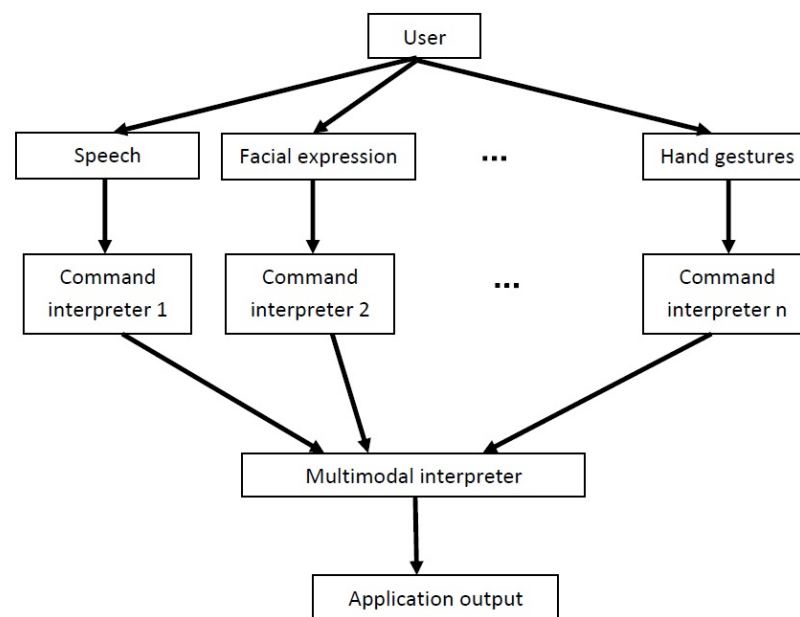 User
Speech
Facial expression
...
Hand gestures
Command
interpreter 1
Command
interpreter 2
...
Command
interpreter n
Multimodal interpreter
Application output